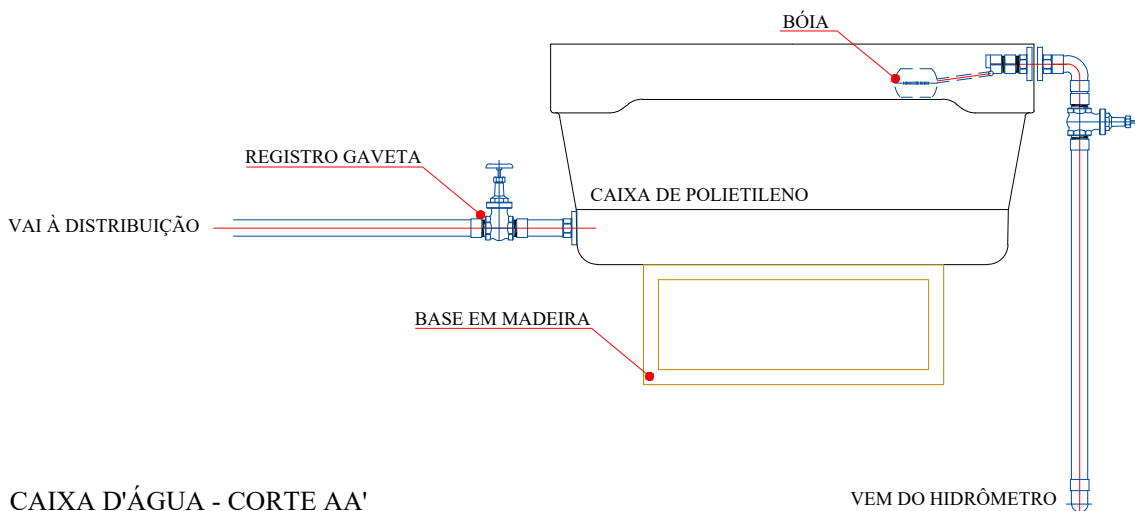 BÓIA
REGISTRO GAVETA
CAIXA DE POLIETILENO
VAI À DISTRIBUIÇÃO
BASE EM MADEIRA
CAIXA D'ÁGUA - CORTE AA'
VEM DO HIDRÔMETRO